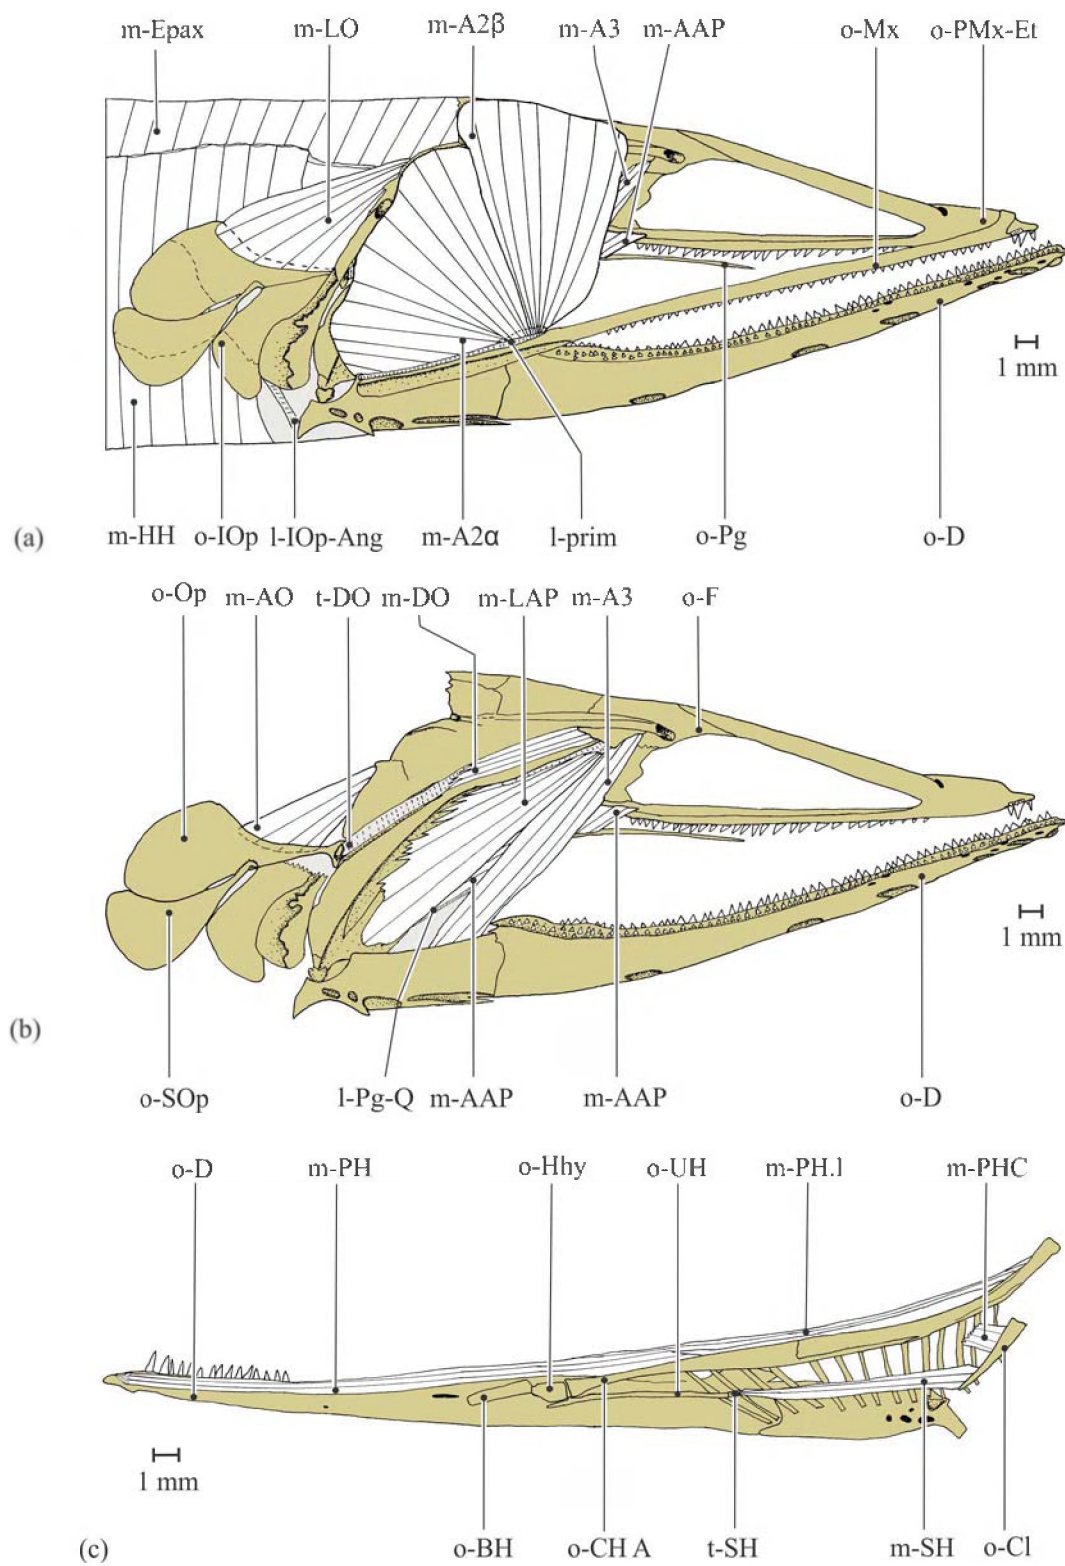 m-Epax m-LO m-A2β m-A3 m-AAP o-Mx o-PMx-Et
1 mm
(a) m-HH o-IOp l-IOp-Ang m-A2α l-prim o-Pg o-D
o-Op m-AO t-DO m-DO m-LAP m-A3 o-F
1 mm
(b)
o-SOp l-Pg-Q m-AAP m-AAP o-D
o-D m-PH o-Hhy o-UH m-PH.l m-PHC
1 mm
(c) o-BH o-CH A t-SH m-SH o-Cl